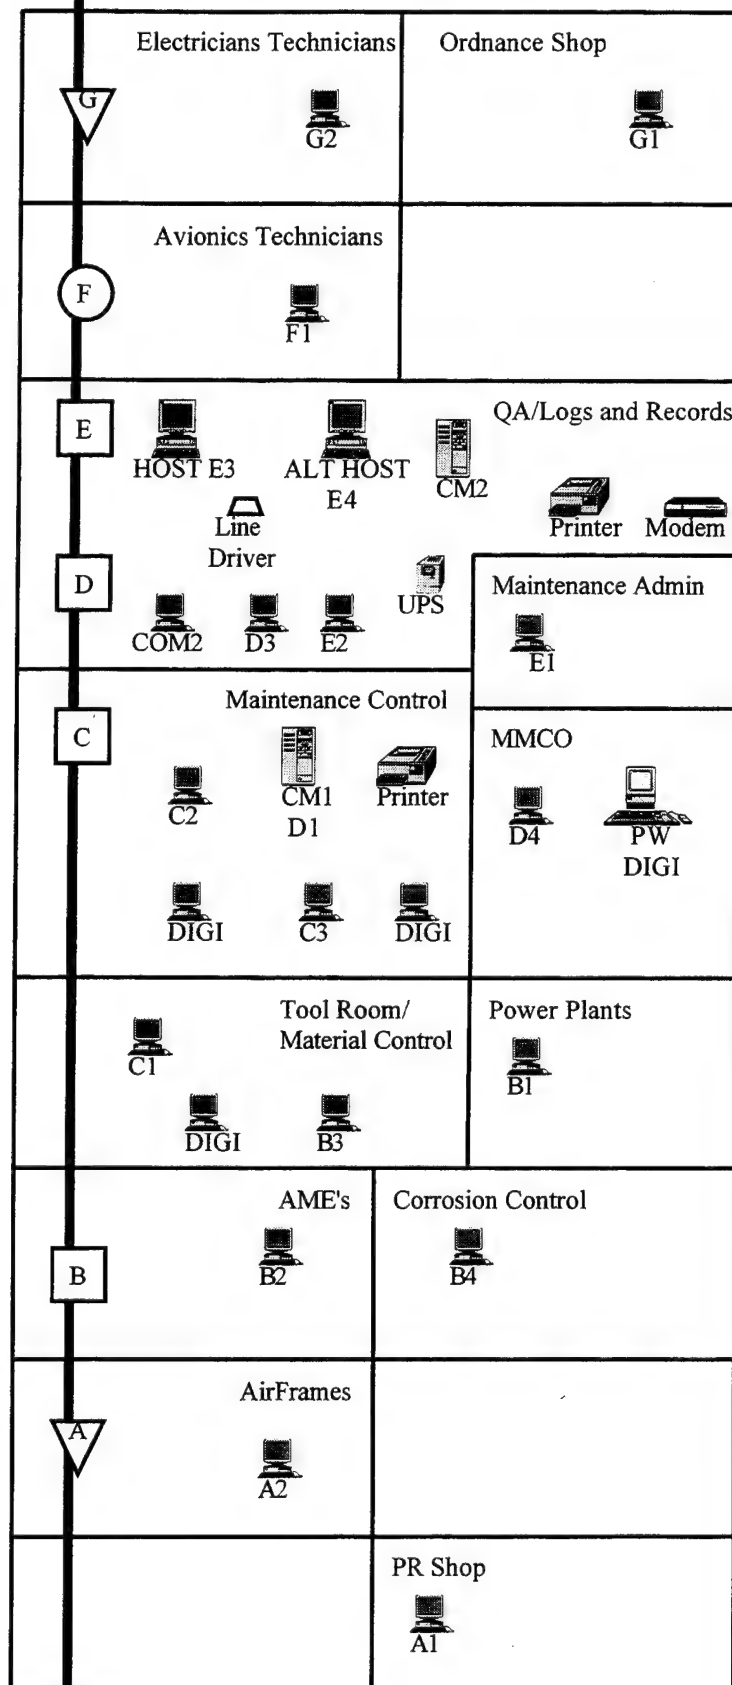 Electricians Technicians
Ordnance Shop
G
G2
G1
Avionics Technicians
F
F1
E
QA/Logs and Records
HOST E3
ALT HOST
E4
CM2
Line
Driver
Printer
Modem
D
UPS
Maintenance Admin
COM2
D3
E2
E1
Maintenance Control
C
MMCO
C2
CM1
D1
Printer
D4
PW
DIGI
DIGI
C3
DIGI
Tool Room/
Material Control
Power Plants
C1
B1
DIGI
B3
AME's
Corrosion Control
B
B2
B4
AirFrames
A
A2
PR Shop
A1